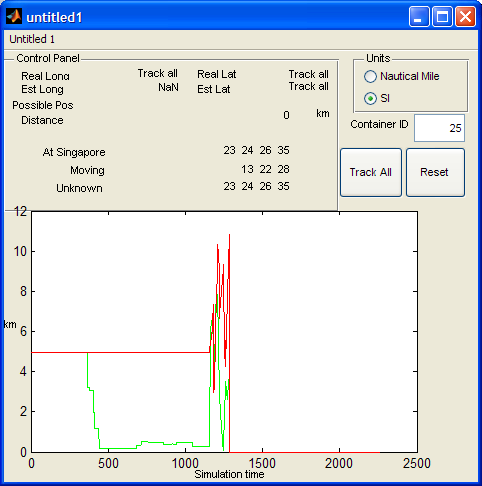 untitled1
Untitled 1
Control Panel
Real Long Track all Real Lat Track all
Est Long NaN Est Lat Track all
Possible Pos
Distance 0 km
At Singapore 23 24 26 35
Moving 13 22 28
Unknown 23 24 26 35
Units
Nautical Mile
SI
Container ID 25
Track All Reset
12
10
8
6
4
2
0
km
0 500 1000 1500 2000 2500
Simulation time